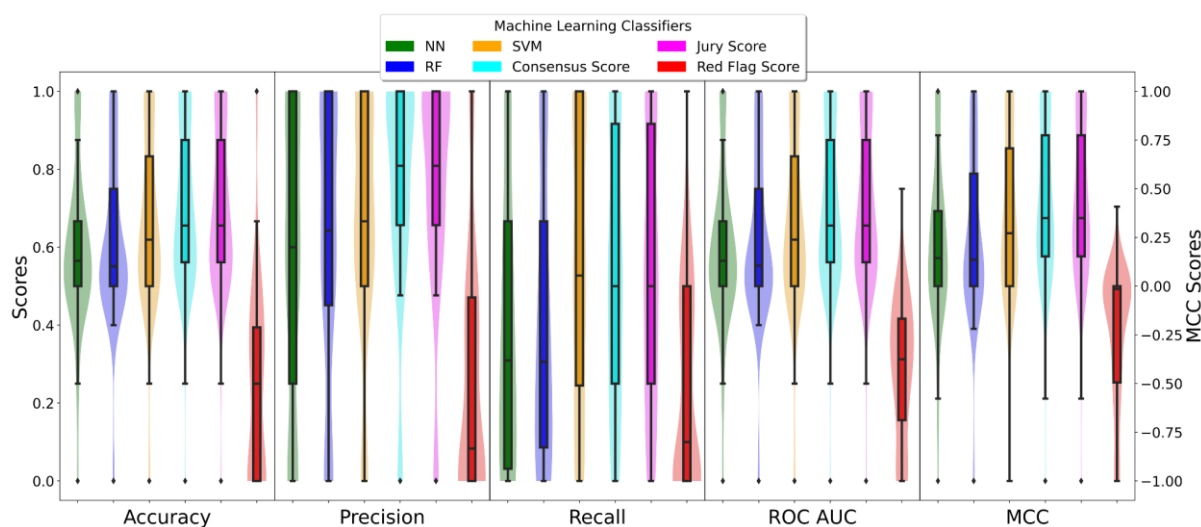 Machine Learning Classifiers
NN SVM Jury Score
RF Consensus Score Red Flag Score
Scores
1.0
0.8
0.6
0.4
0.2
0.0
1.00
0.75
0.50
0.25
0.00
−0.25
−0.50
−0.75
−1.00
MCC Scores
Accuracy Precision Recall ROC AUC MCC